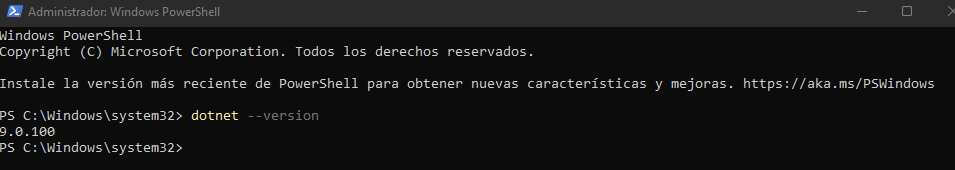 Administrador: Windows PowerShell
Windows PowerShell
Copyright (C) Microsoft Corporation. Todos los derechos reservados.
Instale la versión más reciente de PowerShell para obtener nuevas características y mejoras. https://aka.ms/PSWindows
PS C:\Windows\system32> dotnet --version
9.0.100
PS C:\Windows\system32>